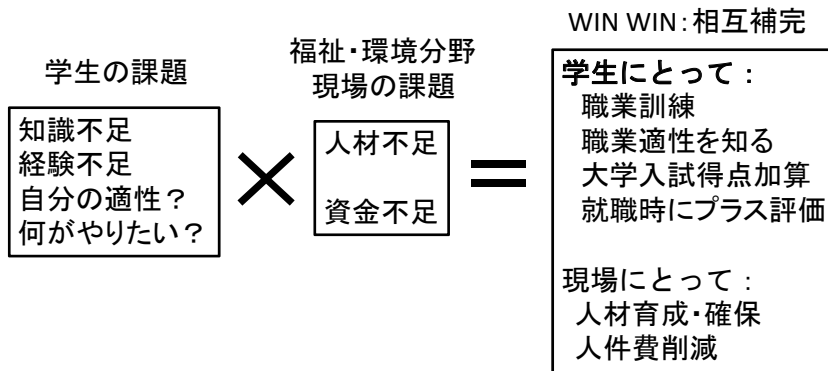 学生の課題
知識不足
経験不足
自分の適性？
何がやりたい？
×
福祉・環境分野
現場の課題
人材不足
資金不足
＝
WIN WIN：相互補完
学生にとって：
職業訓練
職業適性を知る
大学入試得点加算
就職時にプラス評価
現場にとって：
人材育成・確保
人件費削減